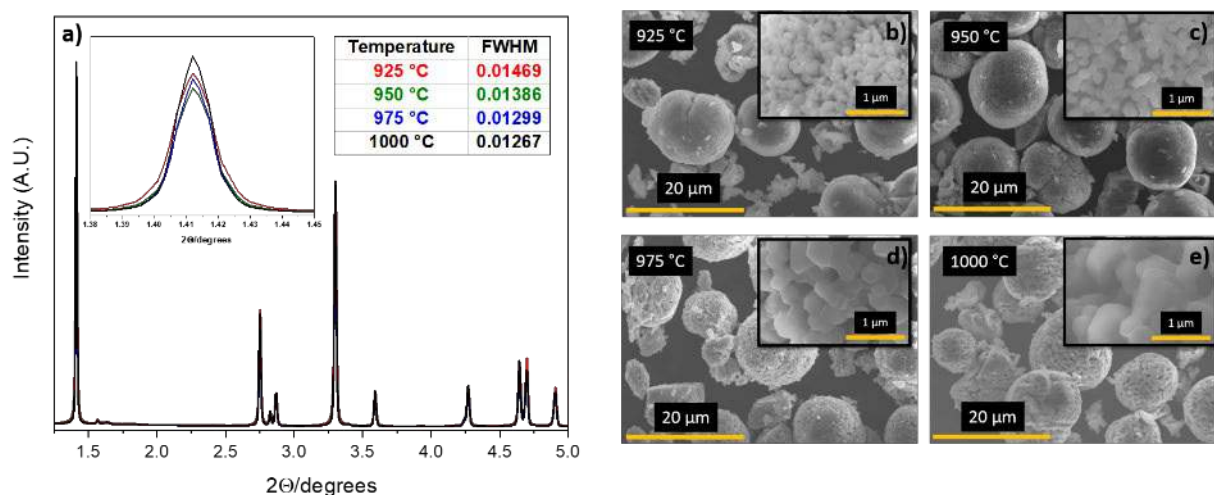 a)
Temperature FWHM
925 °C 0.01469
950 °C 0.01386
975 °C 0.01299
1000 °C 0.01267
1.38 1.39 1.40 1.41 1.42 1.43 1.44 1.45
2Θ/degrees
Intensity (A.U.)
1.5 2.0 2.5 3.0 3.5 4.0 4.5 5.0
2Θ/degrees
925 °C
b)
1 μm
20 μm
950 °C
c)
1 μm
20 μm
975 °C
d)
1 μm
20 μm
1000 °C
e)
1 μm
20 μm